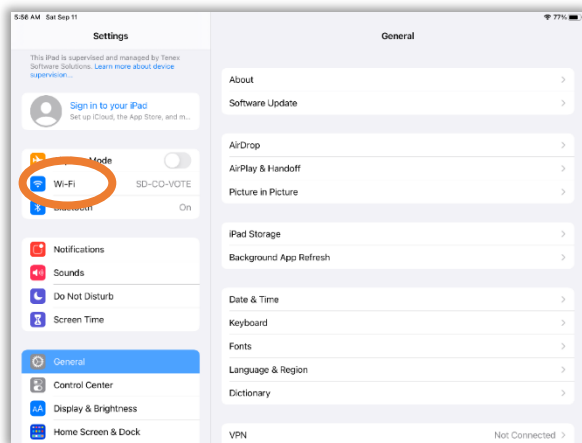 5:56 AM Sat Sep 11
77%
Settings
This iPad is supervised and managed by Tenex
Software Solutions. Learn more about device
supervision...
Sign in to your iPad
Set up iCloud, the App Store, and m...
Mode
Wi-Fi
SD-CO-VOTE
Bluetooth
On
Notifications
Sounds
Do Not Disturb
Screen Time
General
Control Center
Display & Brightness
AA
Home Screen & Dock
General
About
Software Update
AirDrop
AirPlay & Handoff
Picture in Picture
iPad Storage
Background App Refresh
Date & Time
Keyboard
Fonts
Language & Region
Dictionary
VPN
Not Connected